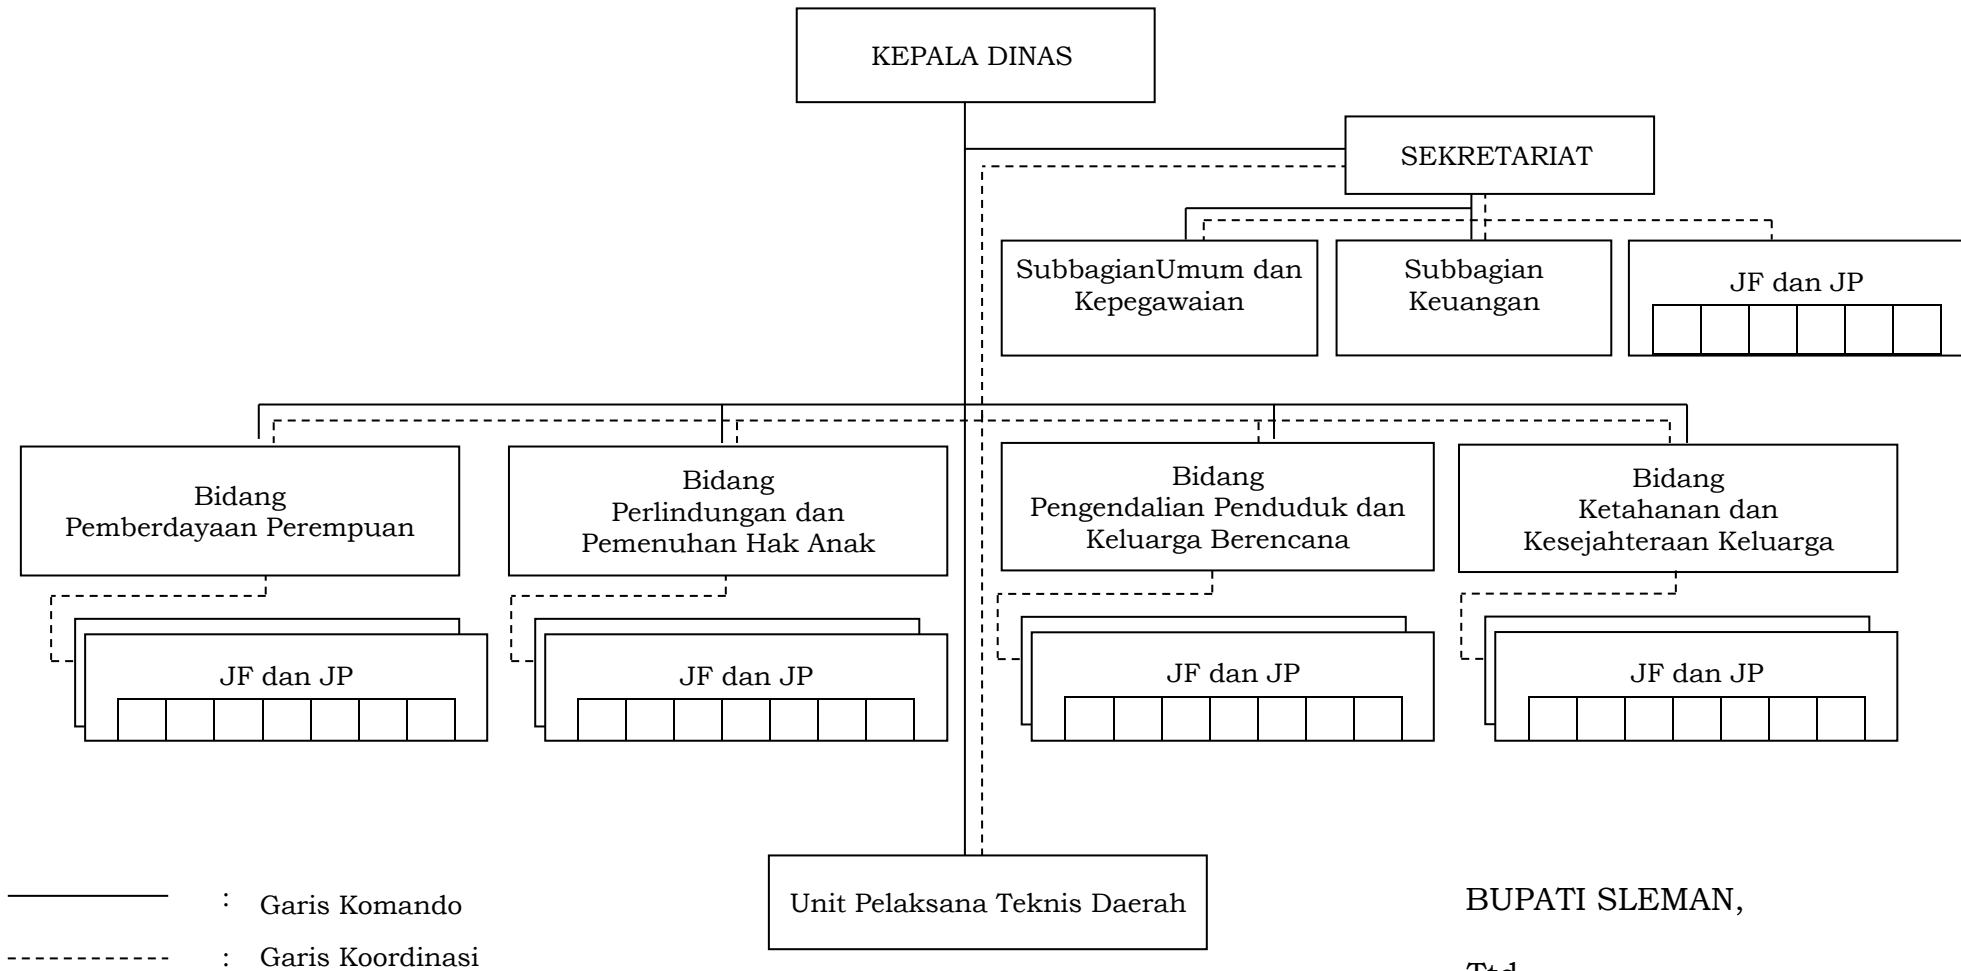 KEPALA DINAS
SEKRETARIAT
SubbagianUmum dan
Kepegawaian
Subbagian
Keuangan
JF dan JP
Bidang
Pemberdayaan Perempuan
Bidang
Perlindungan dan
Pemenuhan Hak Anak
Bidang
Pengendalian Penduduk dan
Keluarga Berencana
Bidang
Ketahanan dan
Kesejahteraan Keluarga
JF dan JP
JF dan JP
JF dan JP
JF dan JP
Unit Pelaksana Teknis Daerah
: Garis Komando
: Garis Koordinasi
BUPATI SLEMAN,
Ttd